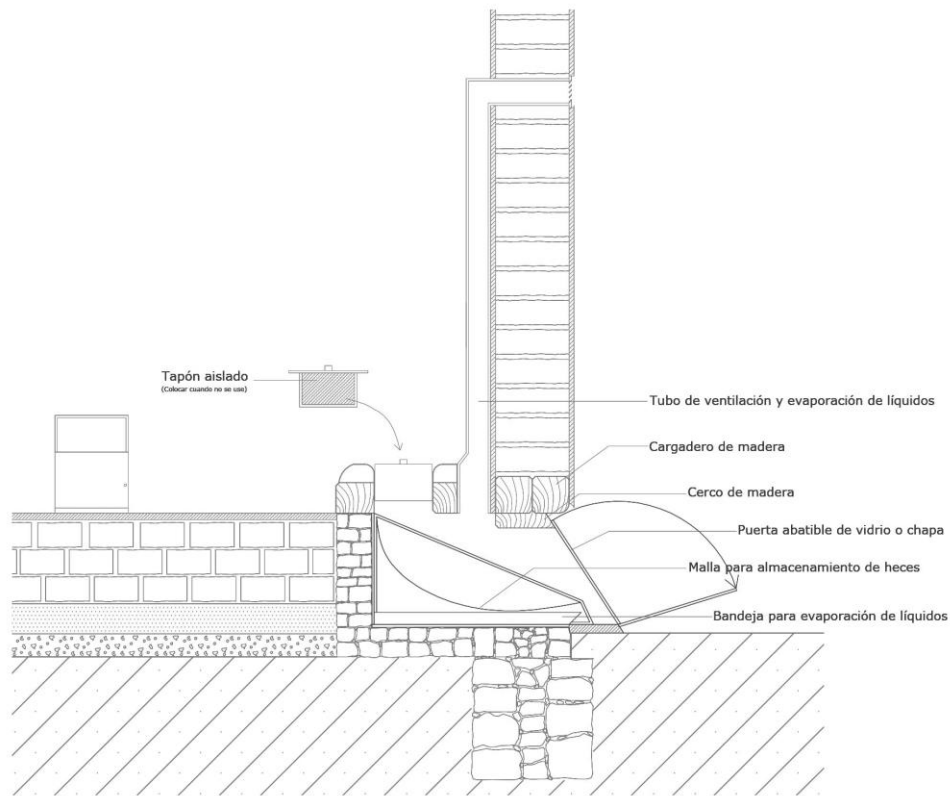 Tapón aislado
(Colocar cuando no se use)
Tubo de ventilación y evaporación de líquidos
Cargadero de madera
Cerco de madera
Puerta abatible de vidrio o chapa
Malla para almacenamiento de heces
Bandeja para evaporación de líquidos